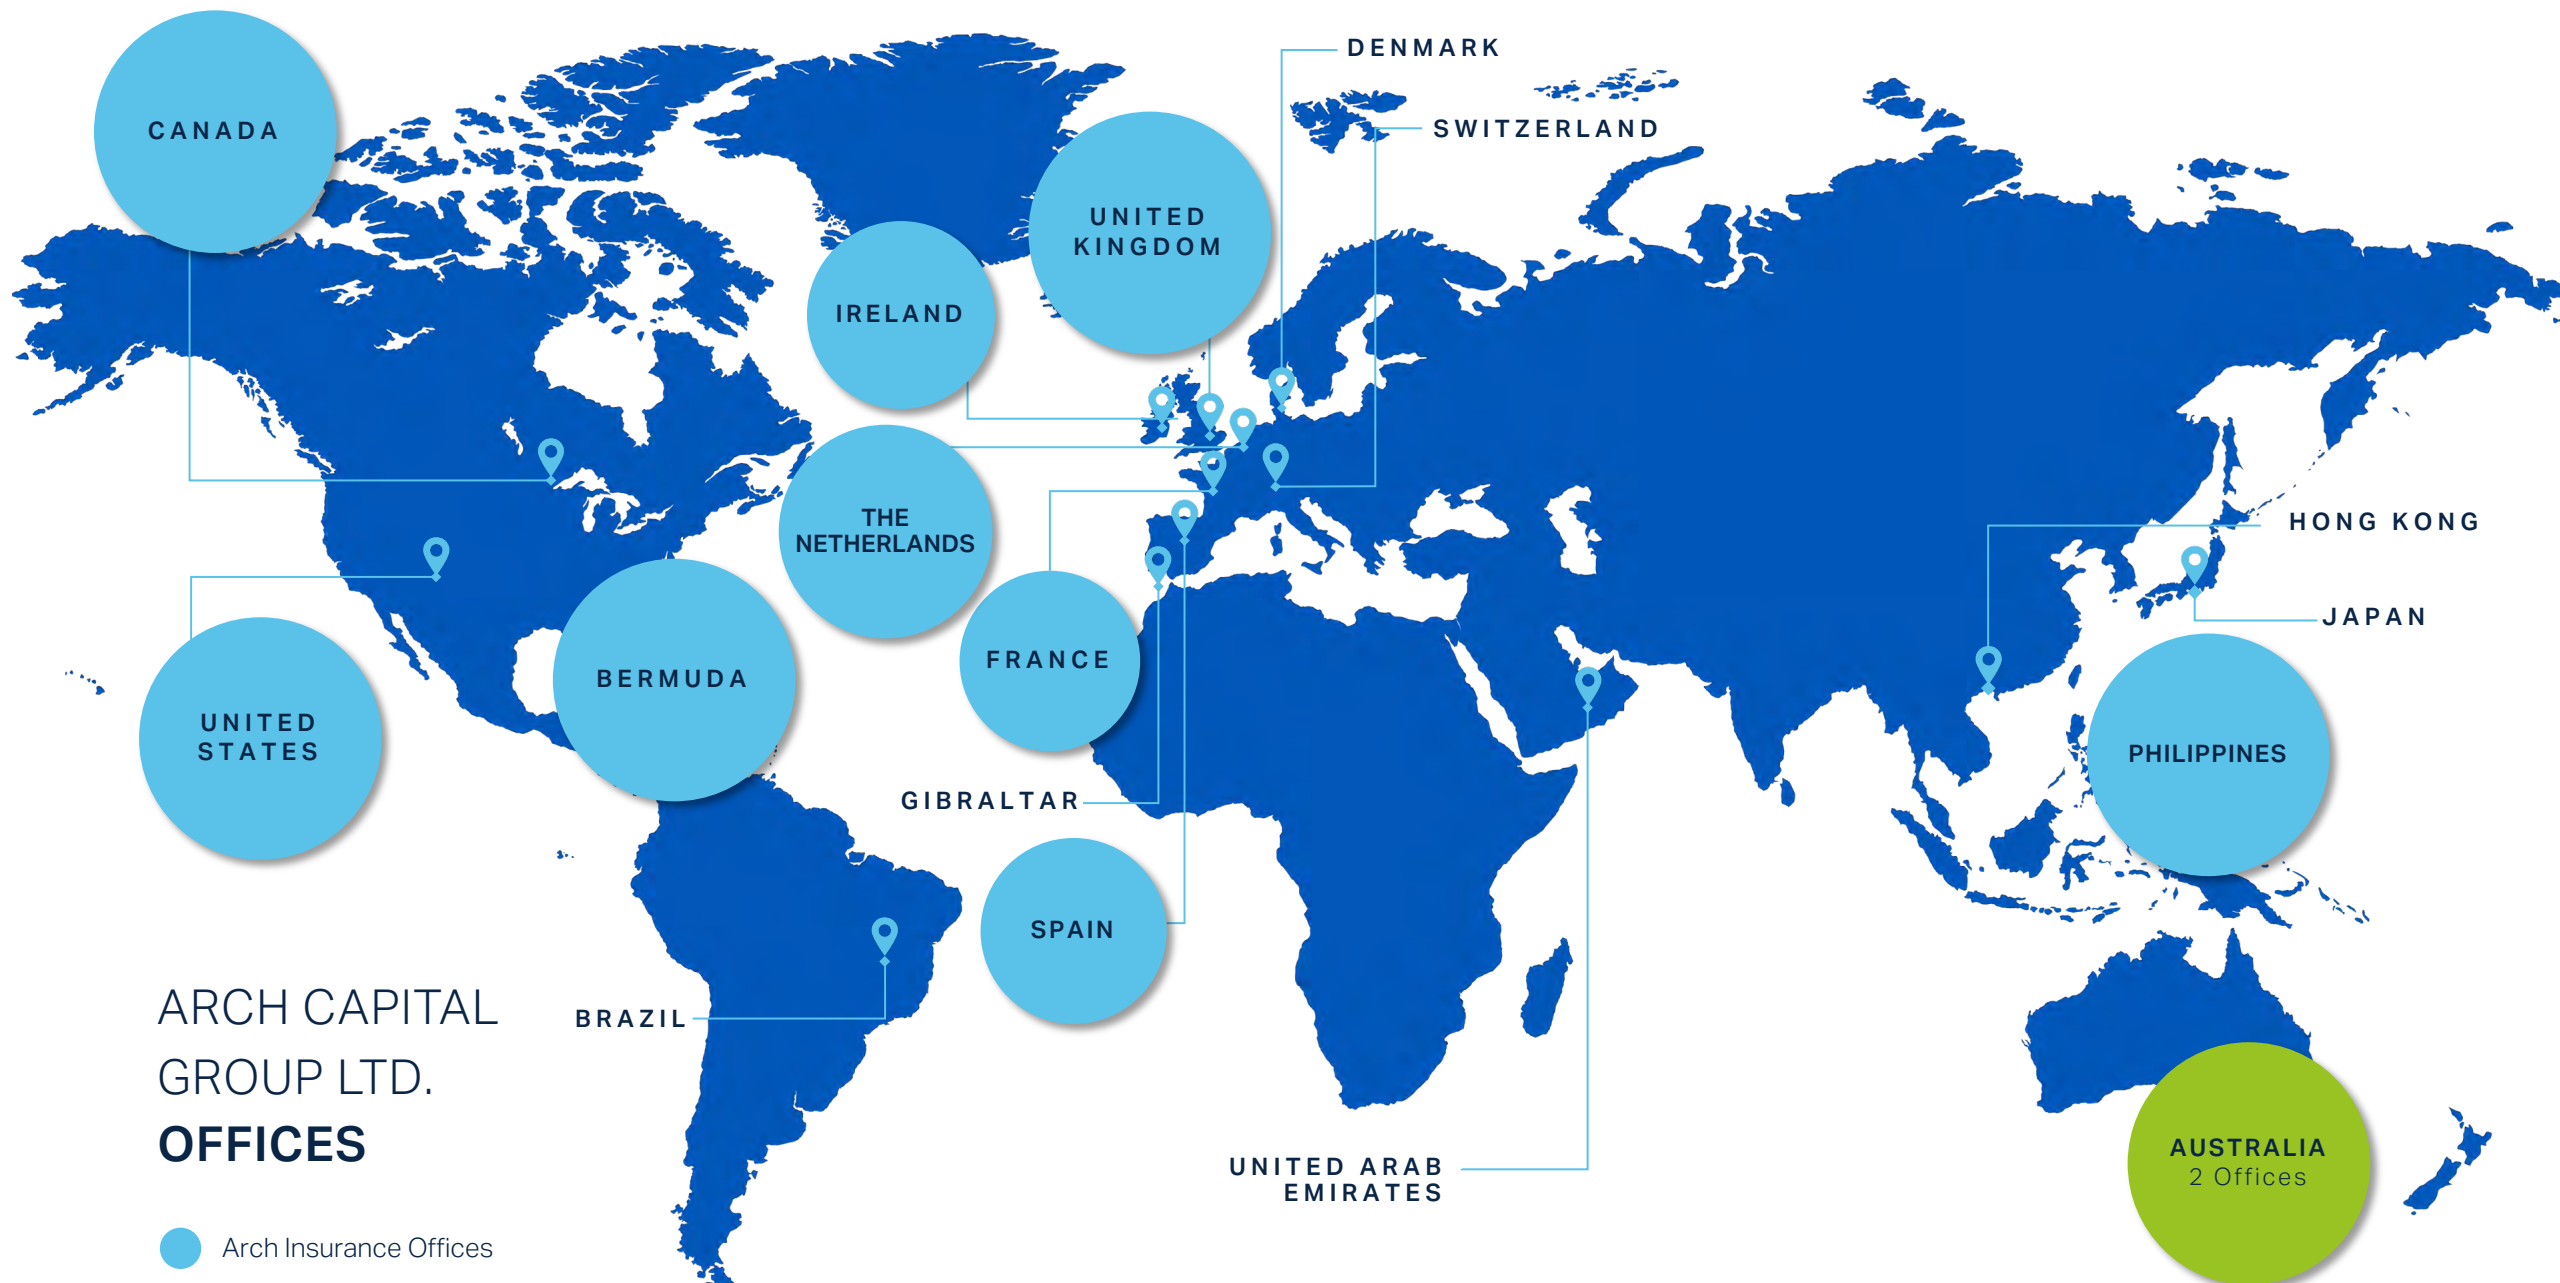 DENMARK
CANADA
SWITZERLAND
UNITED
KINGDOM
IRELAND
THE
NETHERLANDS
HONG KONG
JAPAN
FRANCE
BERMUDA
UNITED
STATES
PHILIPPINES
GIBRALTAR
SPAIN
BRAZIL
ARCH CAPITAL
GROUP LTD.
OFFICES
UNITED ARAB
EMIRATES
AUSTRALIA
2 Offices
Arch Insurance Offices